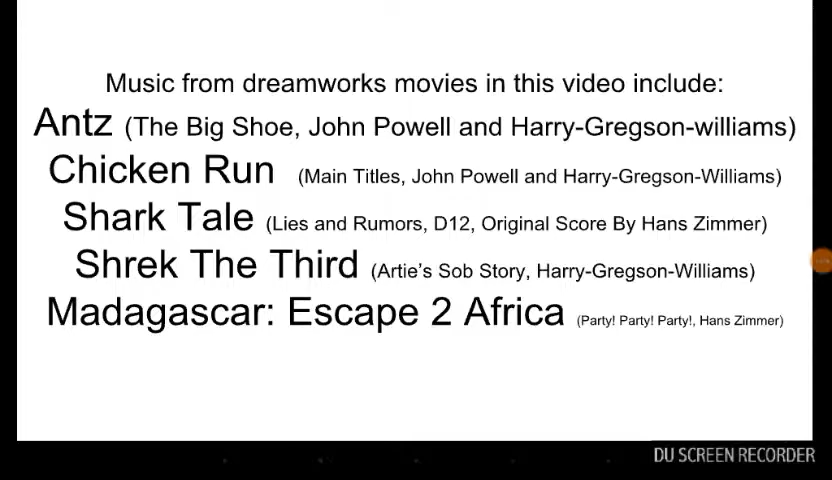 Music from dreamworks movies in this video include:
Antz (The Big Shoe, John Powell and Harry-Gregson-williams)
Chicken Run (Main Titles, John Powell and Harry-Gregson-Williams)
Shark Tale (Lies and Rumors, D12, Original Score By Hans Zimmer)
Shrek The Third (Artie's Sob Story, Harry-Gregson-Williams)
Madagascar: Escape 2 Africa (Party! Party! Party!, Hans Zimmer)
DU SCREEN RECORDER